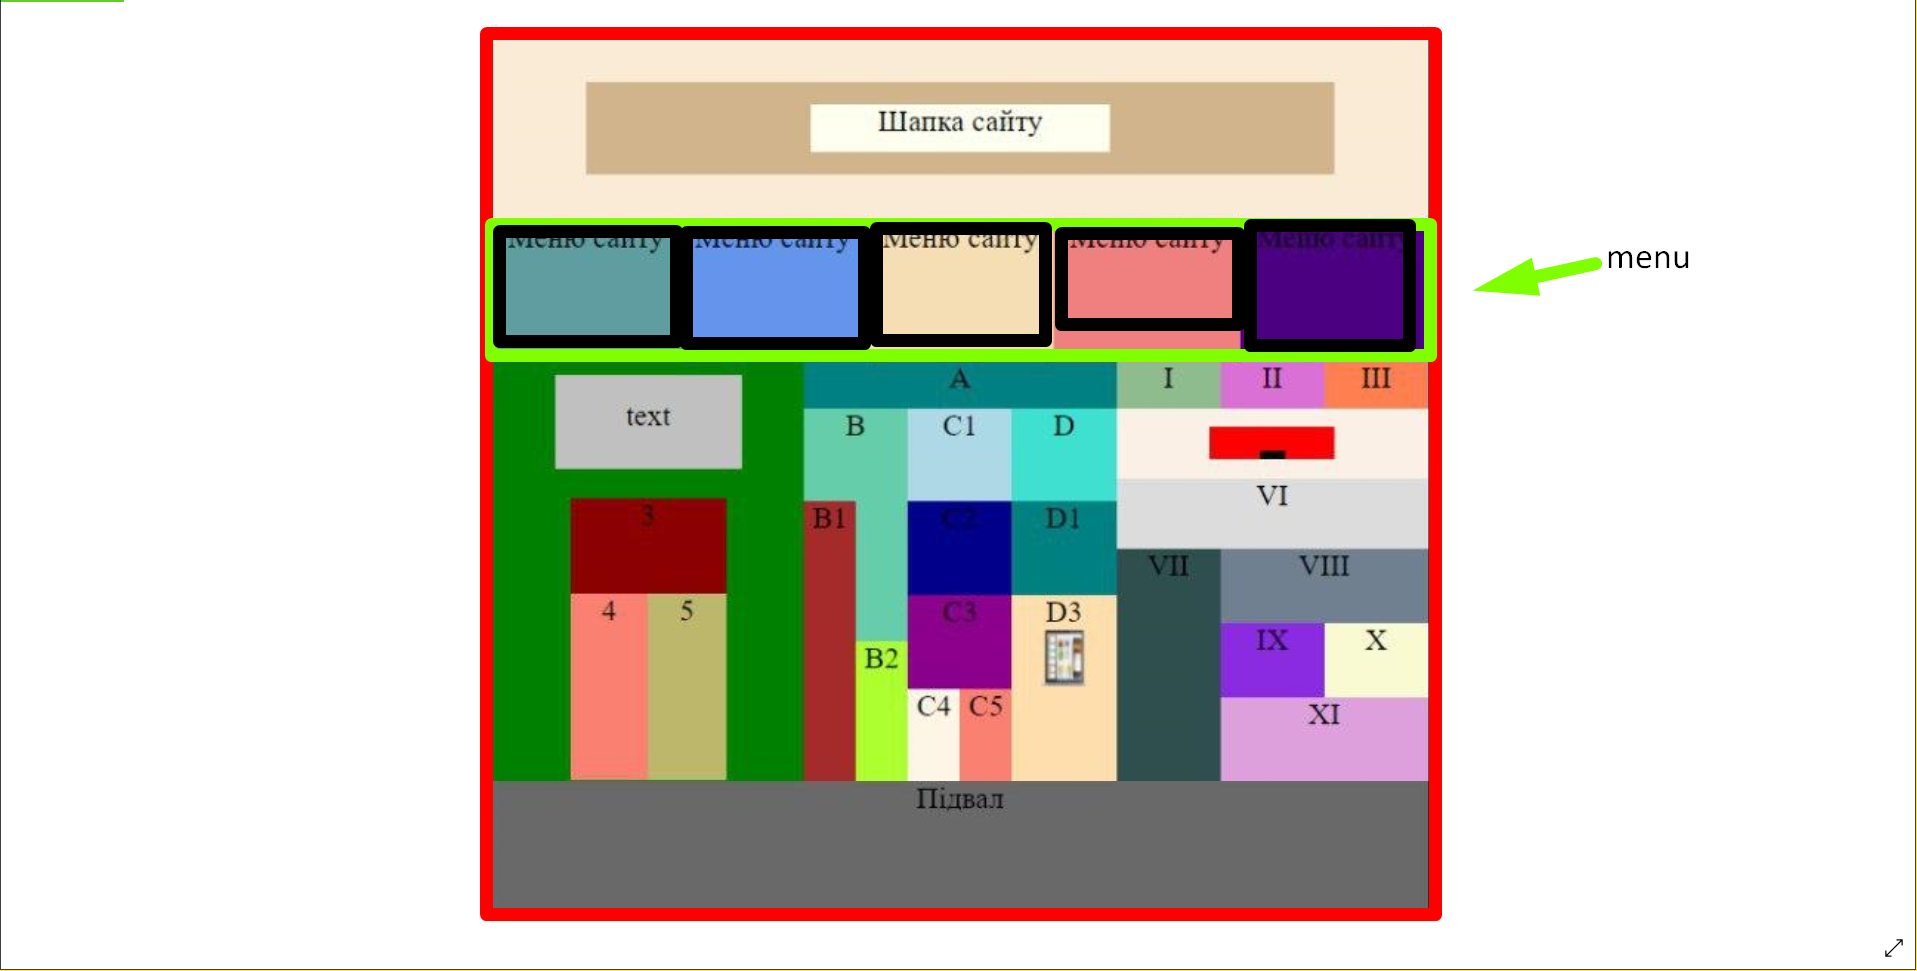 Шапка сайту
Меню сайту
Меню сайту
Меню сайту
Меню сайту
Меню сайту
menu
text
3
4
5
A
B
C1
D
B1
C2
D1
C3
D3
B2
C4
C5
I
II
III
VI
VII
VIII
IX
X
XI
Підвал